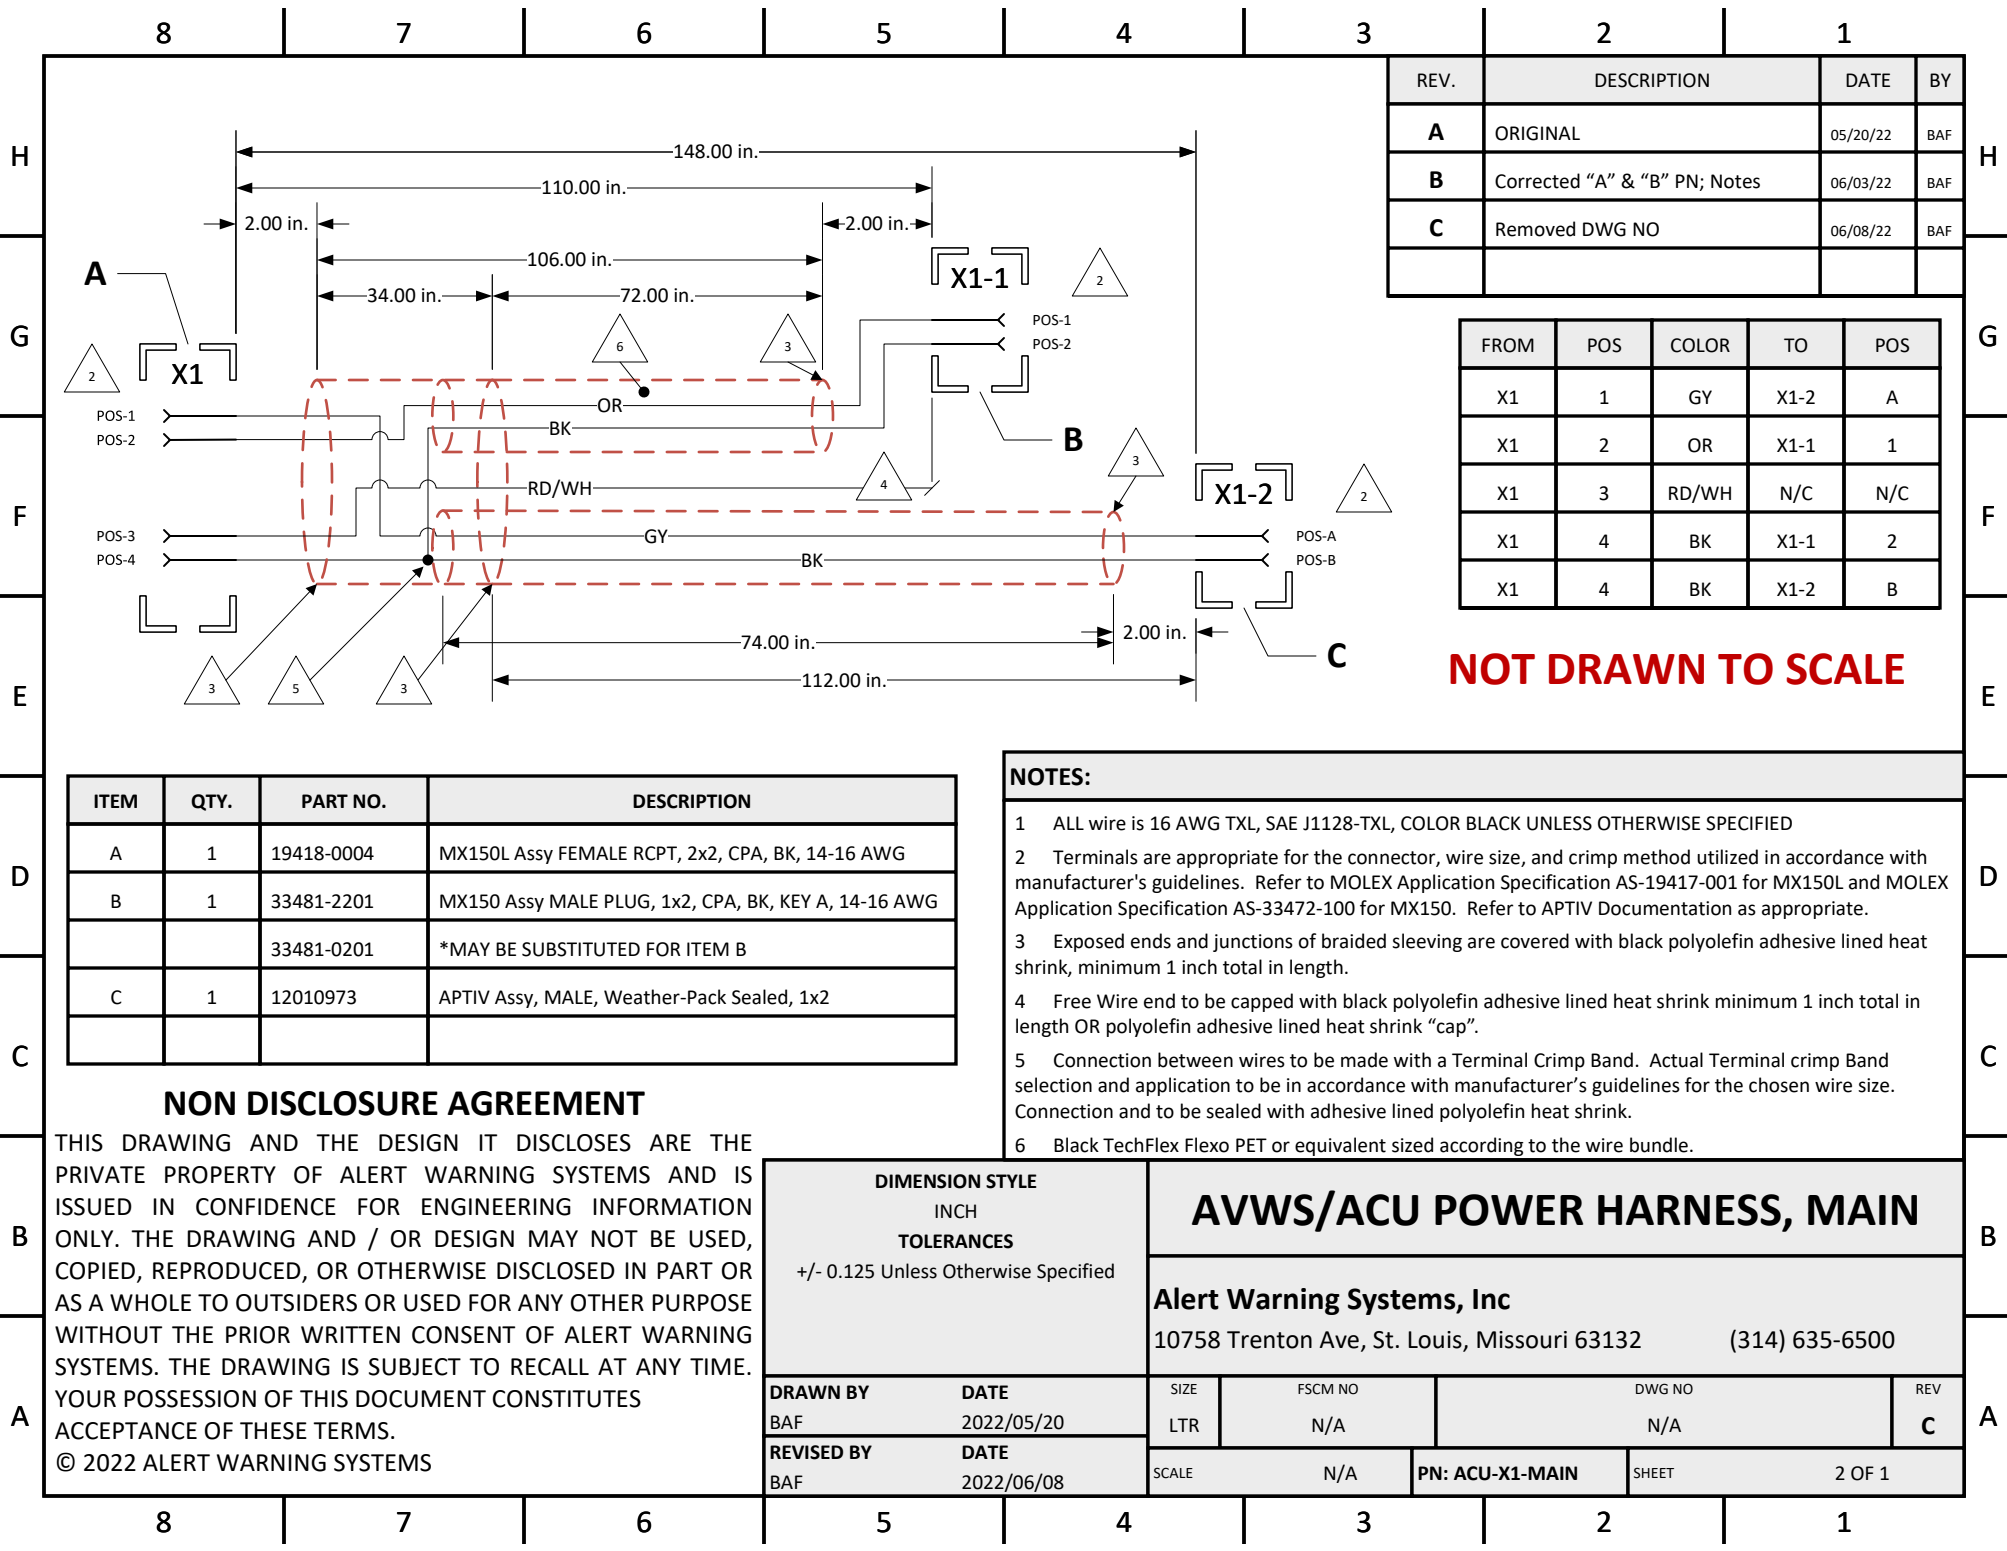 8 7 6 5 4 3 2 1
H
G
F
E
D
C
B
A
REV. DESCRIPTION DATE BY
A ORIGINAL 05/20/22 BAF
B Corrected “A” & “B” PN; Notes 06/03/22 BAF
C Removed DWG NO 06/08/22 BAF
148.00 in.
110.00 in.
2.00 in. 2.00 in.
106.00 in.
34.00 in. 72.00 in.
A
X1-1
2
POS-1
POS-2
6
3
2
X1
POS-1
POS-2
OR
BK
B
3
4
RD/WH
X1-2
2
POS-3
POS-4
GY
BK
POS-A
POS-B
74.00 in.
2.00 in.
C
112.00 in.
3
5
3
FROM POS COLOR TO POS
X1 1 GY X1-2 A
X1 2 OR X1-1 1
X1 3 RD/WH N/C N/C
X1 4 BK X1-1 2
X1 4 BK X1-2 B
NOT DRAWN TO SCALE
ITEM QTY. PART NO. DESCRIPTION
A 1 19418-0004 MX150L Assy FEMALE RCPT, 2x2, CPA, BK, 14-16 AWG
B 1 33481-2201 MX150 Assy MALE PLUG, 1x2, CPA, BK, KEY A, 14-16 AWG
33481-0201 *MAY BE SUBSTITUTED FOR ITEM B
C 1 12010973 APTIV Assy, MALE, Weather-Pack Sealed, 1x2
NOTES:
1 ALL wire is 16 AWG TXL, SAE J1128-TXL, COLOR BLACK UNLESS OTHERWISE SPECIFIED
2 Terminals are appropriate for the connector, wire size, and crimp method utilized in accordance with
manufacturer's guidelines. Refer to MOLEX Application Specification AS-19417-001 for MX150L and MOLEX
Application Specification AS-33472-100 for MX150. Refer to APTIV Documentation as appropriate.
3 Exposed ends and junctions of braided sleeving are covered with black polyolefin adhesive lined heat
shrink, minimum 1 inch total in length.
4 Free Wire end to be capped with black polyolefin adhesive lined heat shrink minimum 1 inch total in
length OR polyolefin adhesive lined heat shrink “cap”.
5 Connection between wires to be made with a Terminal Crimp Band. Actual Terminal crimp Band
selection and application to be in accordance with manufacturer’s guidelines for the chosen wire size.
Connection and to be sealed with adhesive lined polyolefin heat shrink.
6 Black TechFlex Flexo PET or equivalent sized according to the wire bundle.
NON DISCLOSURE AGREEMENT
THIS DRAWING AND THE DESIGN IT DISCLOSES ARE THE
PRIVATE PROPERTY OF ALERT WARNING SYSTEMS AND IS
ISSUED IN CONFIDENCE FOR ENGINEERING INFORMATION
ONLY. THE DRAWING AND / OR DESIGN MAY NOT BE USED,
COPIED, REPRODUCED, OR OTHERWISE DISCLOSED IN PART OR
AS A WHOLE TO OUTSIDERS OR USED FOR ANY OTHER PURPOSE
WITHOUT THE PRIOR WRITTEN CONSENT OF ALERT WARNING
SYSTEMS. THE DRAWING IS SUBJECT TO RECALL AT ANY TIME.
YOUR POSSESSION OF THIS DOCUMENT CONSTITUTES
ACCEPTANCE OF THESE TERMS.
© 2022 ALERT WARNING SYSTEMS
DIMENSION STYLE
INCH
TOLERANCES
+/- 0.125 Unless Otherwise Specified
DRAWN BY DATE
BAF 2022/05/20
REVISED BY DATE
BAF 2022/06/08
AVWS/ACU POWER HARNESS, MAIN
Alert Warning Systems, Inc
10758 Trenton Ave, St. Louis, Missouri 63132 (314) 635-6500
SIZE FSCM NO DWG NO REV
LTR N/A N/A C
SCALE N/A PN: ACU-X1-MAIN SHEET 2 OF 1
H
G
F
E
D
C
B
A
8 7 6 5 4 3 2 1